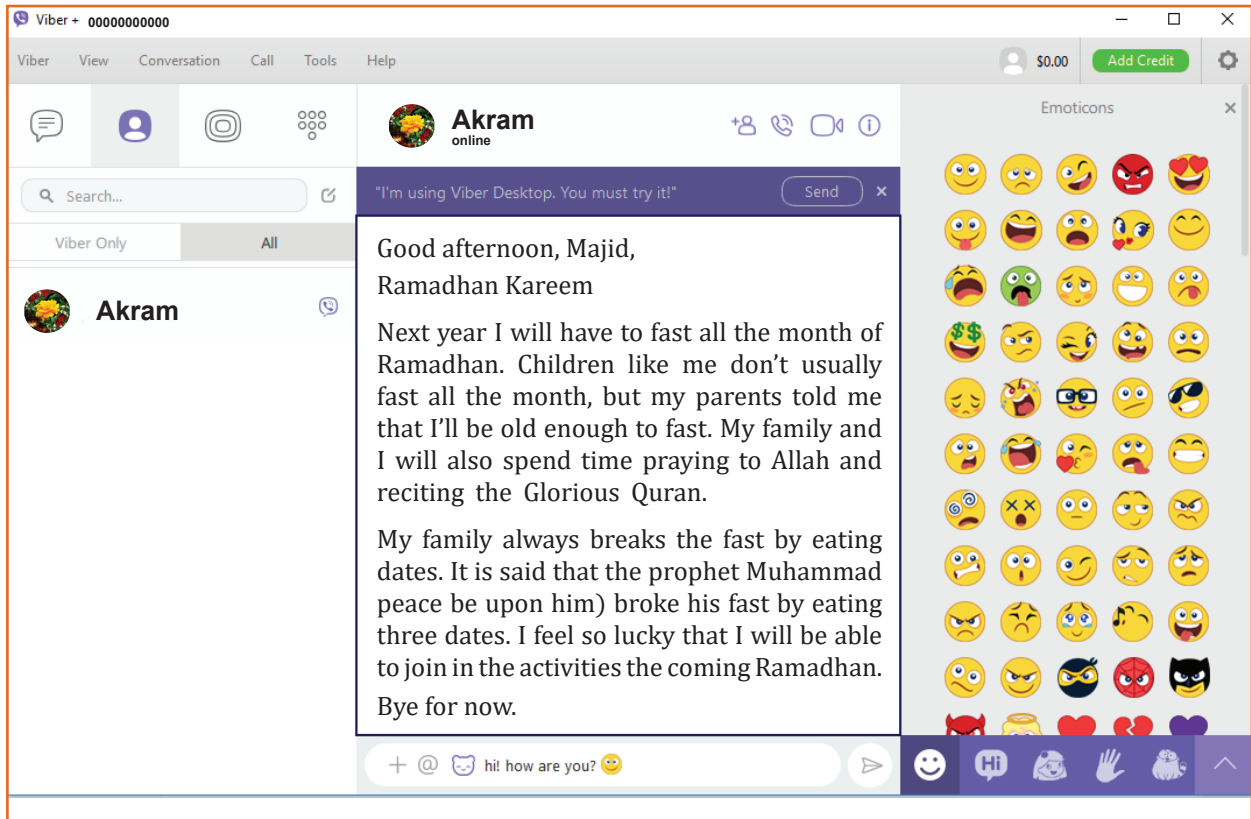 Viber + 00000000000
Viber View Conversation Call Tools Help
$0.00 Add Credit
Akram
online
Emoticons
Search...
"I'm using Viber Desktop. You must try it!" Send
Viber Only All
Akram
Good afternoon, Majid,
Ramadhan Kareem
Next year I will have to fast all the month of
Ramadhan. Children like me don't usually
fast all the month, but my parents told me
that I'll be old enough to fast. My family and
I will also spend time praying to Allah and
reciting the Glorious Quran.
My family always breaks the fast by eating
dates. It is said that the prophet Muhammad
peace be upon him) broke his fast by eating
three dates. I feel so lucky that I will be able
to join in the activities the coming Ramadhan.
Bye for now.
hi! how are you?
Hi